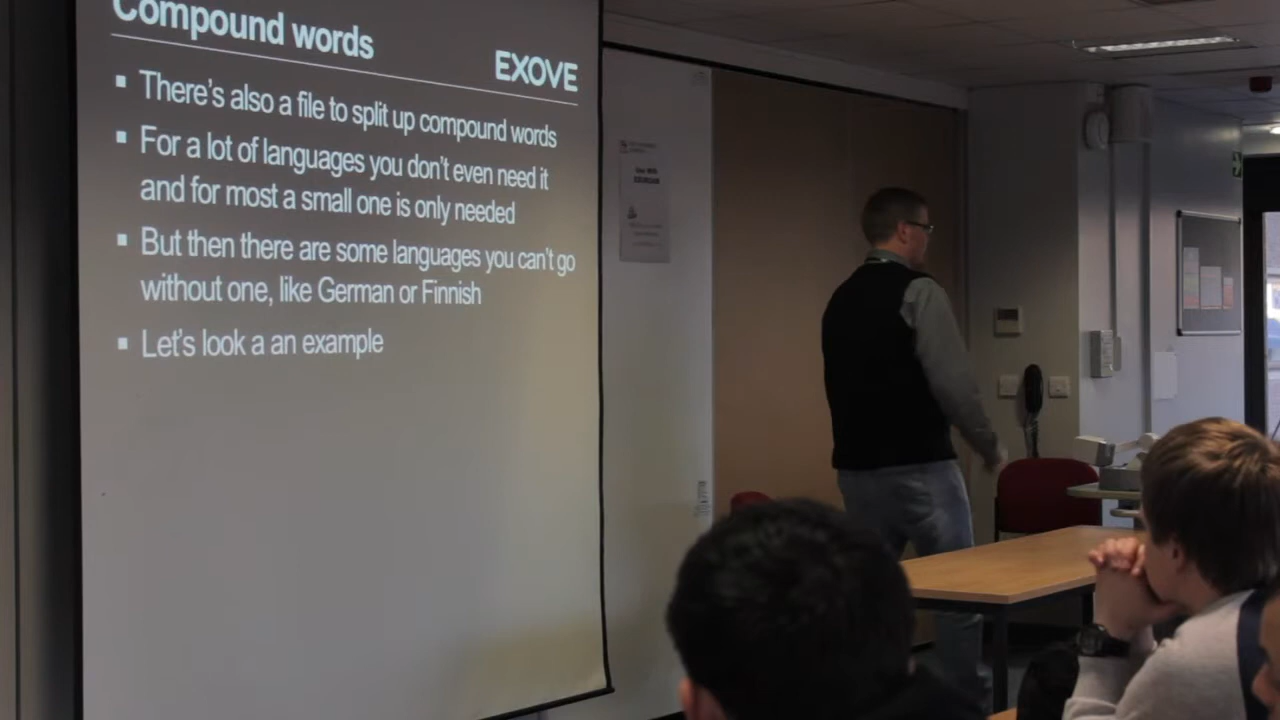 Compound words
EXOVE
▪ There's also a file to split up compound words
▪ For a lot of languages you don't even need it
and for most a small one is only needed
▪ But then there are some languages you can't go
without one, like German or Finnish
▪ Let's look a an example